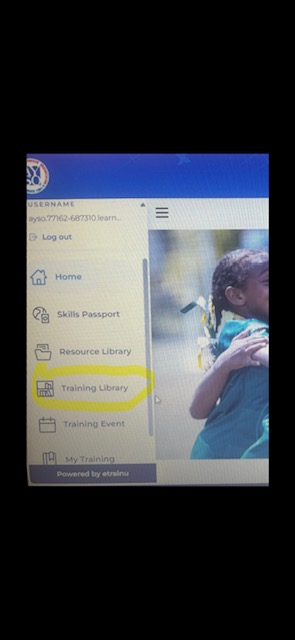 AYSO
USERNAME
ayso.77162-687310.learn...
Log out
Home
Skills Passport
Resource Library
Training Library
Training Event
My Training
Powered by etrainu